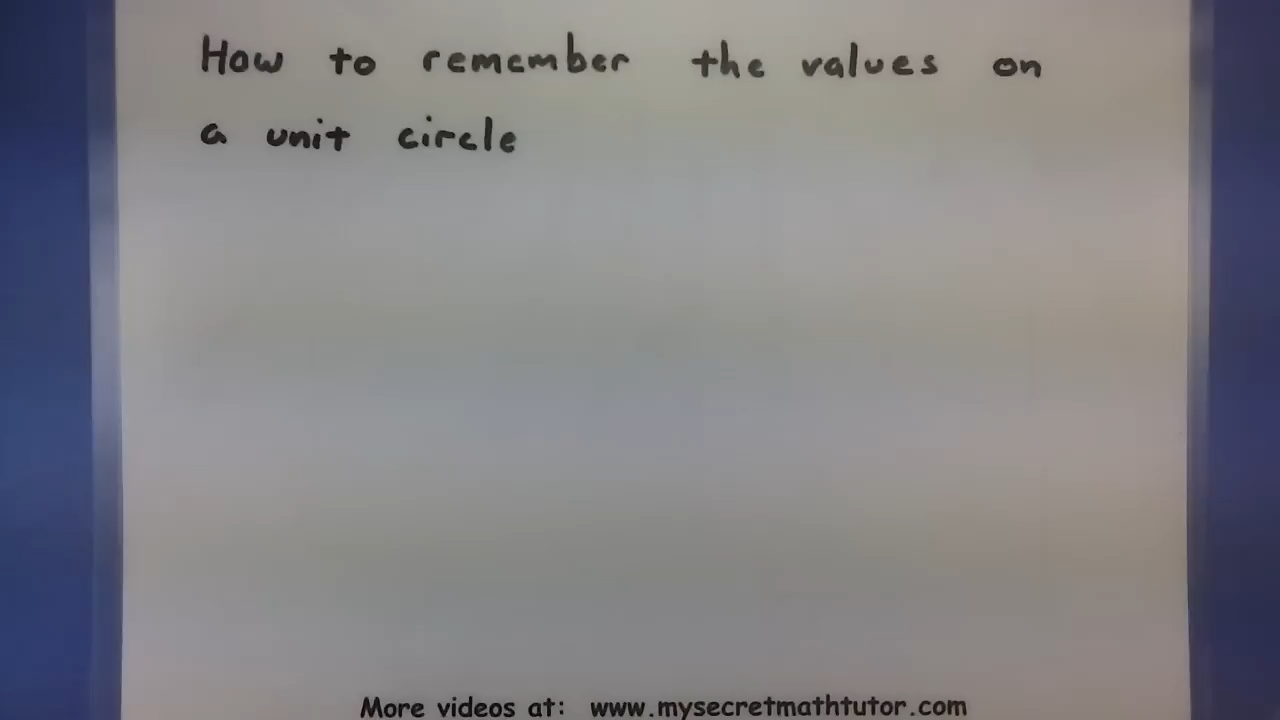 How to remember the values on
a unit circle
More videos at: www.mysecretmathtutor.com